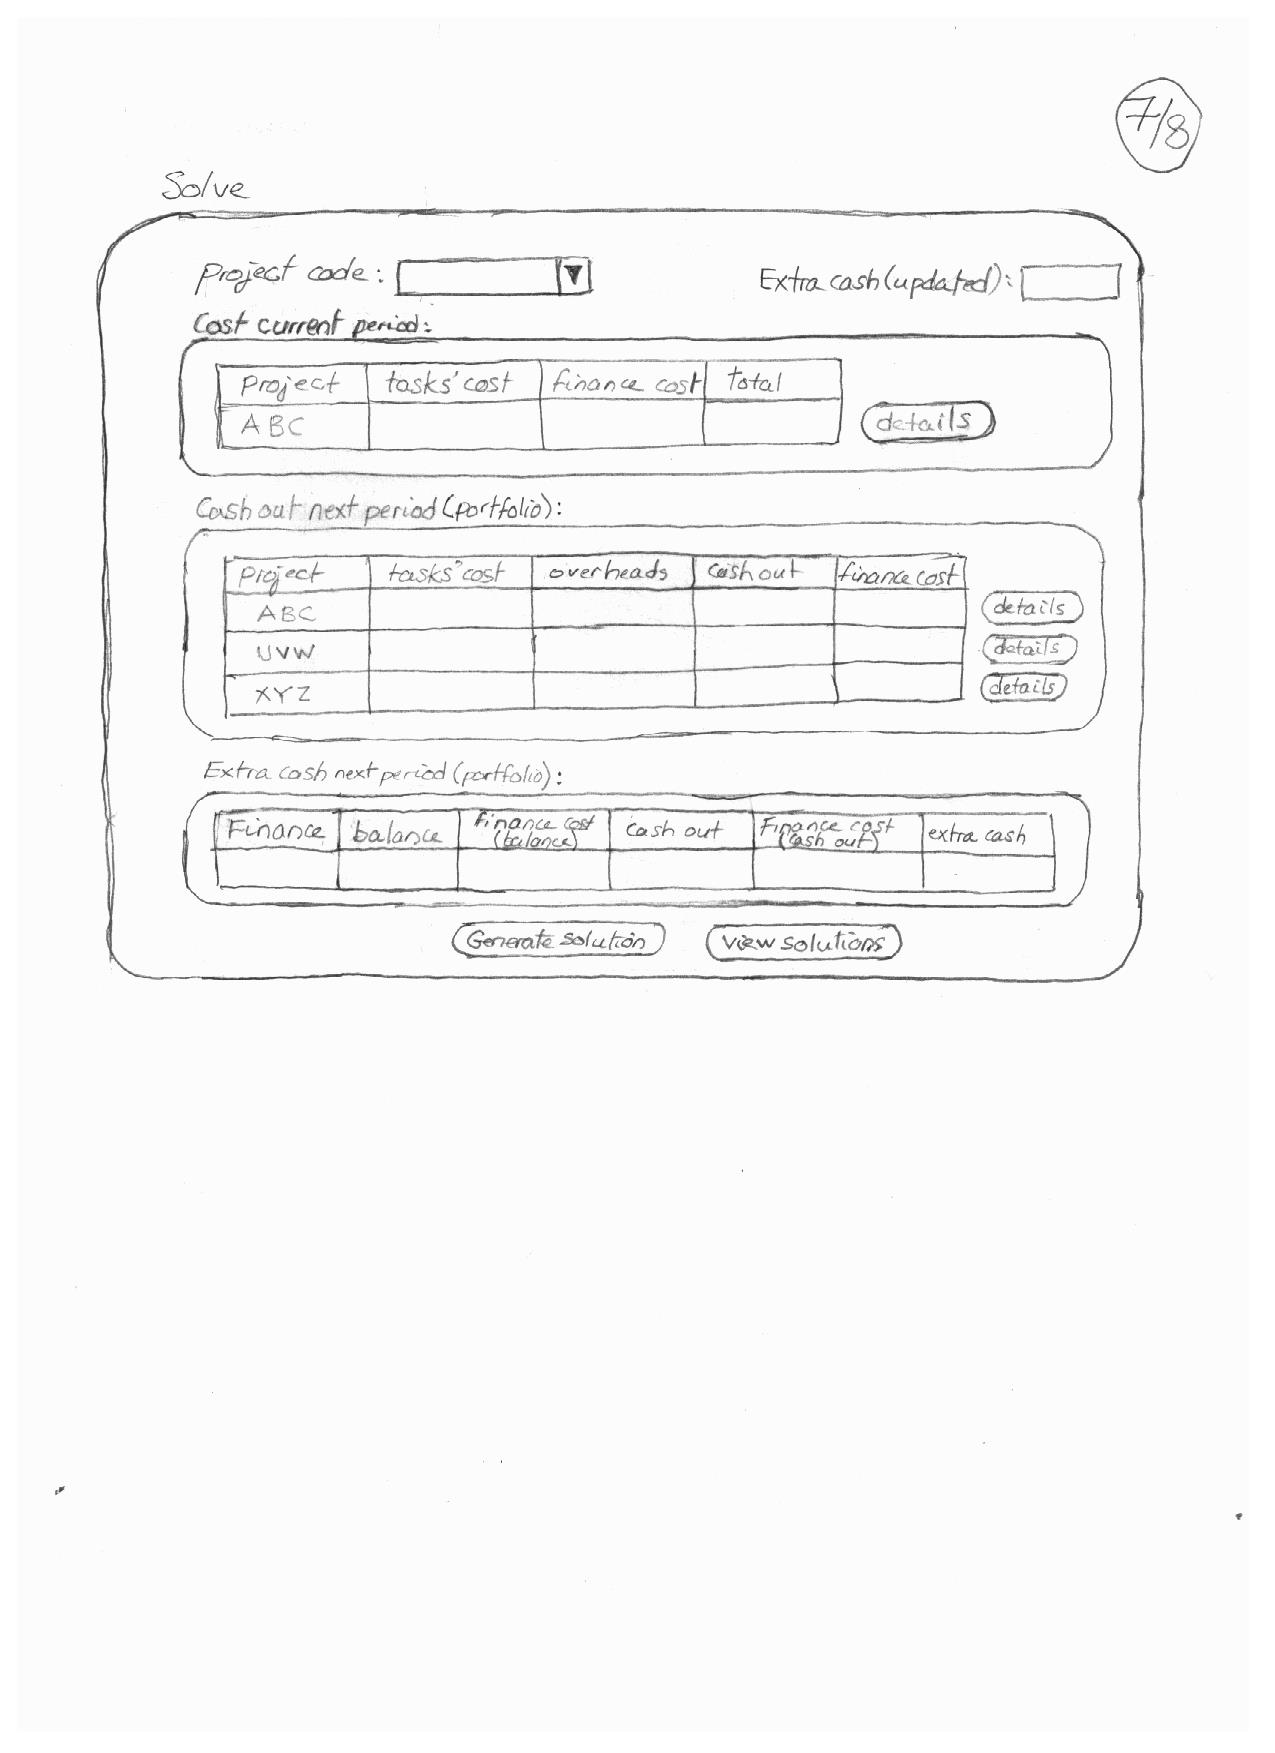 7/8
Solve
Project code : Extra cash (updated):
Cost current period:
Project tasks' cost finance cost total
ABC details
Cash out next period (portfolio):
Project tasks' cost overheads cash out finance cost
ABC details
UVW details
XYZ details
Extra cash next period (portfolio) :
Finance balance finance cost (balance) cash out Finance cost (cash out) extra cash
Generate solution View solutions